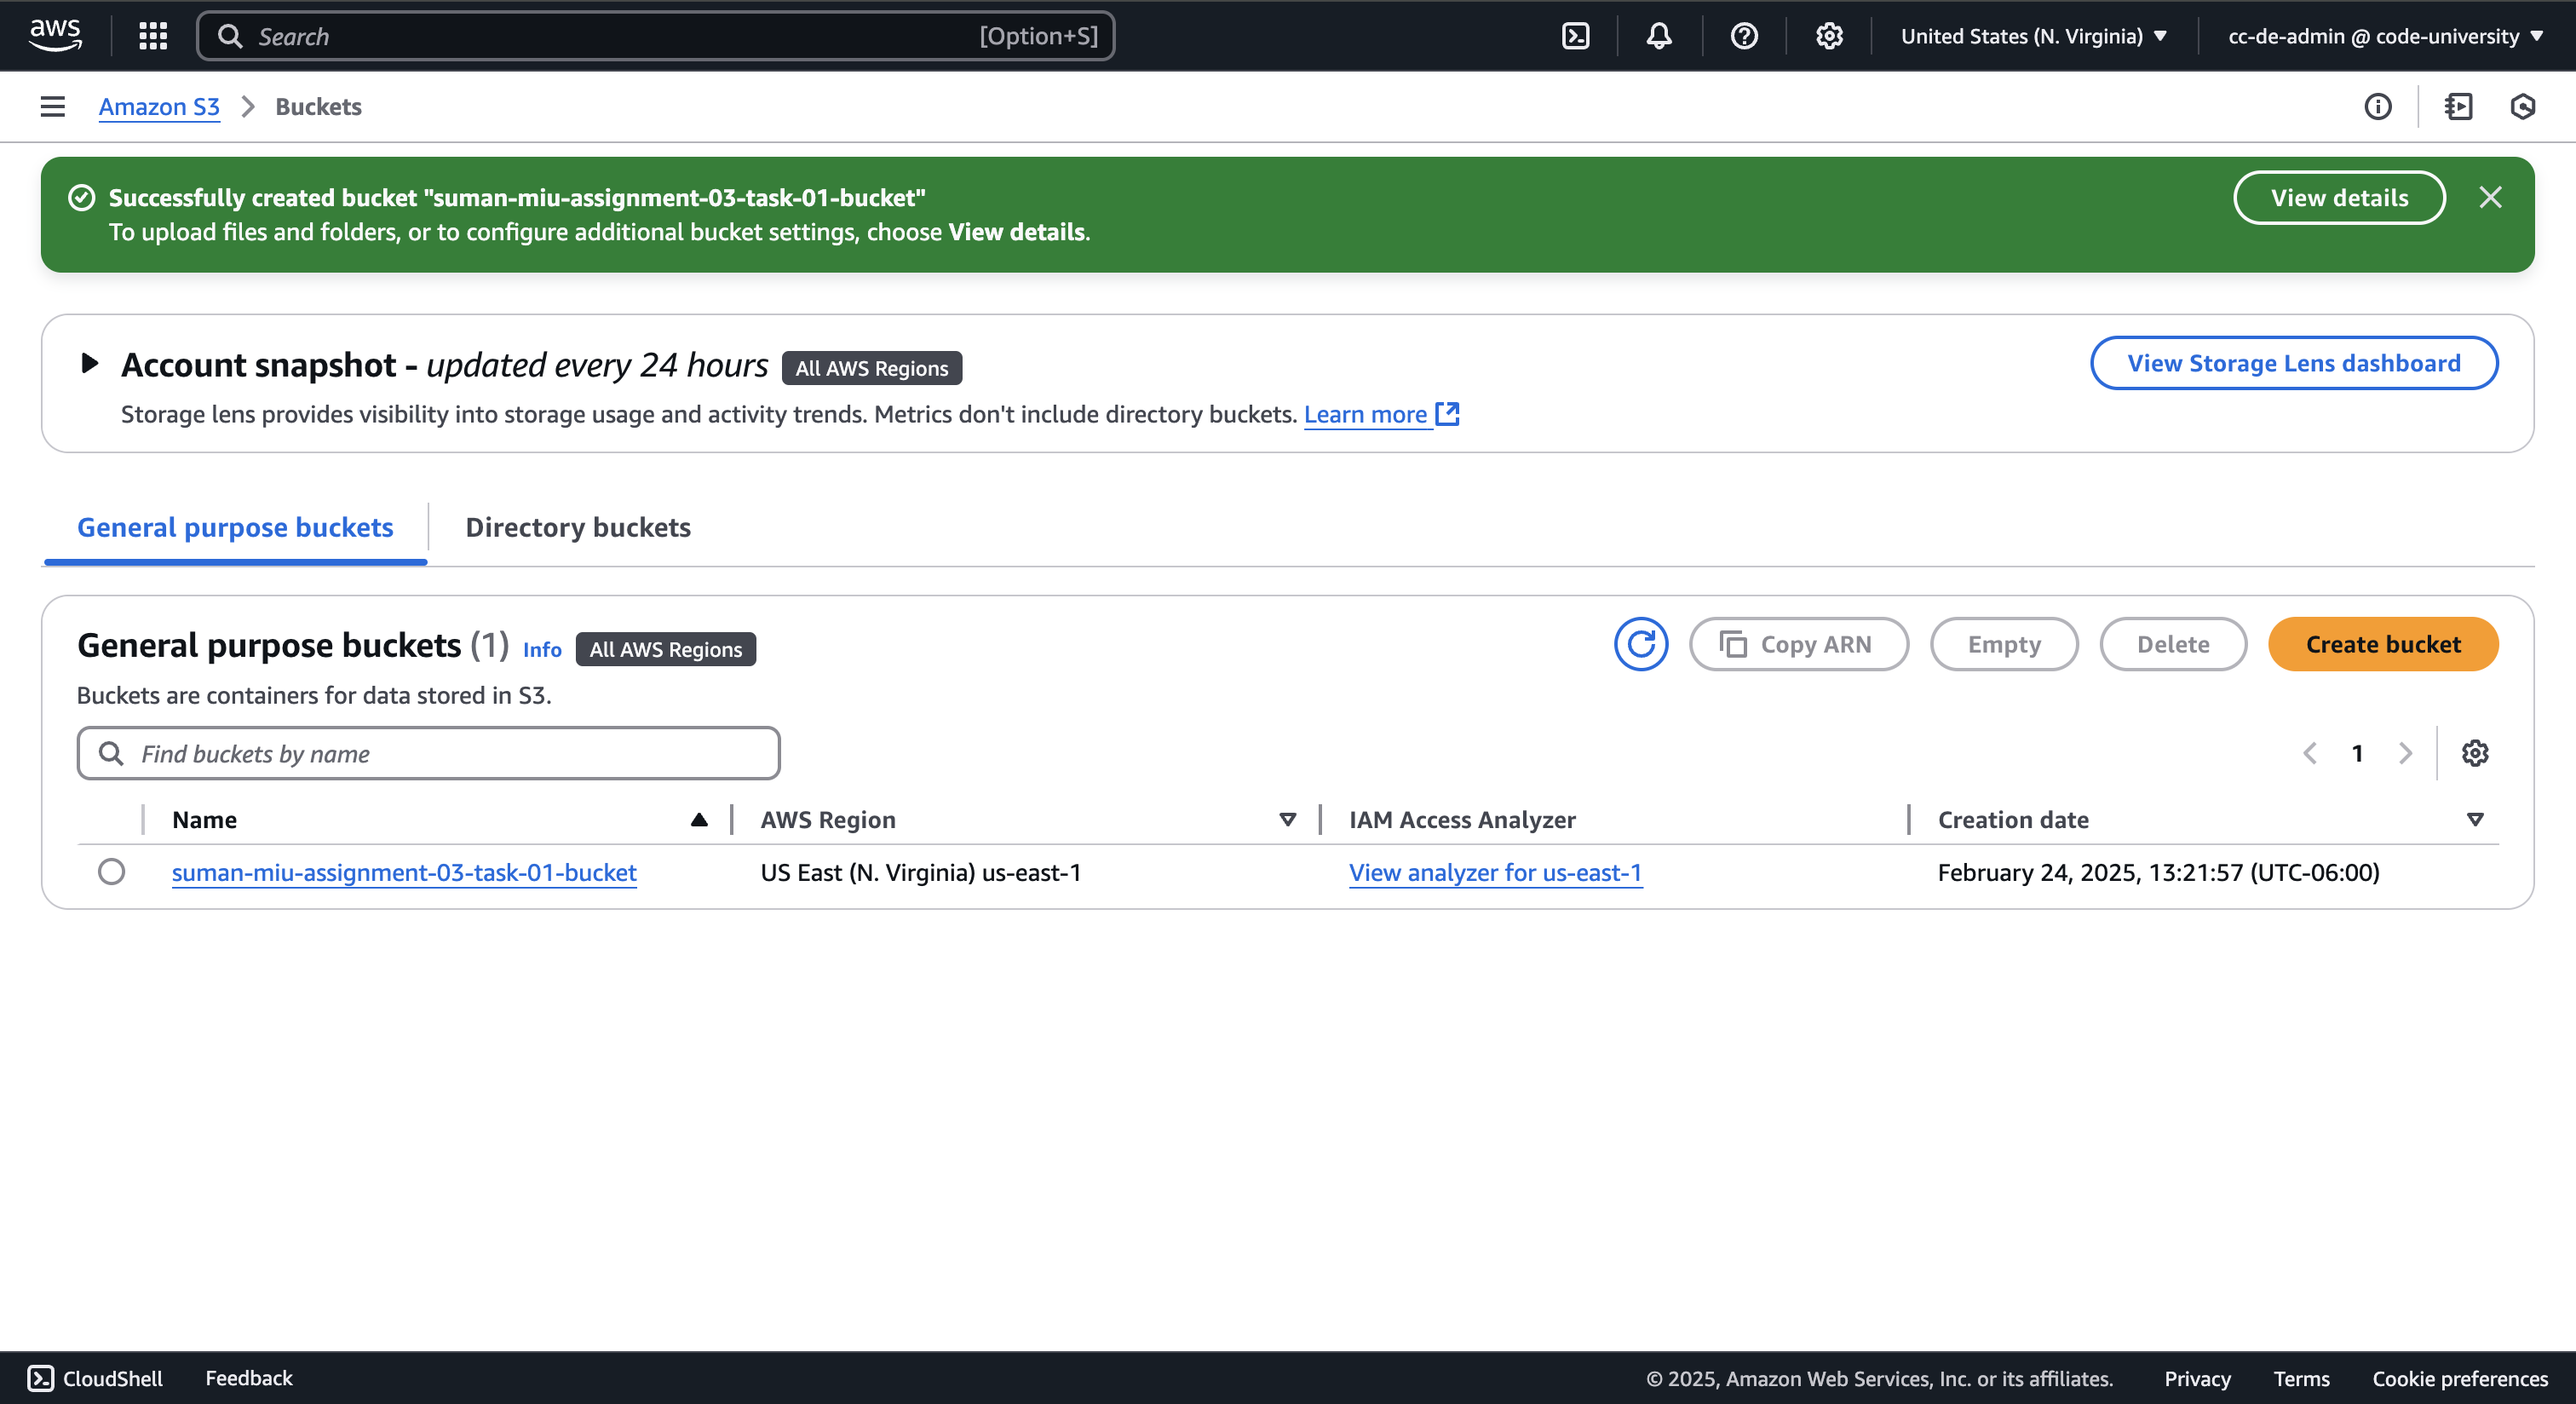 aws
Search [Option+S] United States (N. Virginia) cc-de-admin @ code-university
Amazon S3 Buckets
Successfully created bucket "suman-miu-assignment-03-task-01-bucket"
To upload files and folders, or to configure additional bucket settings, choose View details.
View details
Account snapshot - updated every 24 hours All AWS Regions
View Storage Lens dashboard
Storage lens provides visibility into storage usage and activity trends. Metrics don't include directory buckets. Learn more
General purpose buckets Directory buckets
General purpose buckets (1) Info All AWS Regions
Copy ARN Empty Delete Create bucket
Buckets are containers for data stored in S3.
Find buckets by name
1
Name AWS Region IAM Access Analyzer Creation date
suman-miu-assignment-03-task-01-bucket US East (N. Virginia) us-east-1 View analyzer for us-east-1 February 24, 2025, 13:21:57 (UTC-06:00)
CloudShell Feedback © 2025, Amazon Web Services, Inc. or its affiliates. Privacy Terms Cookie preferences